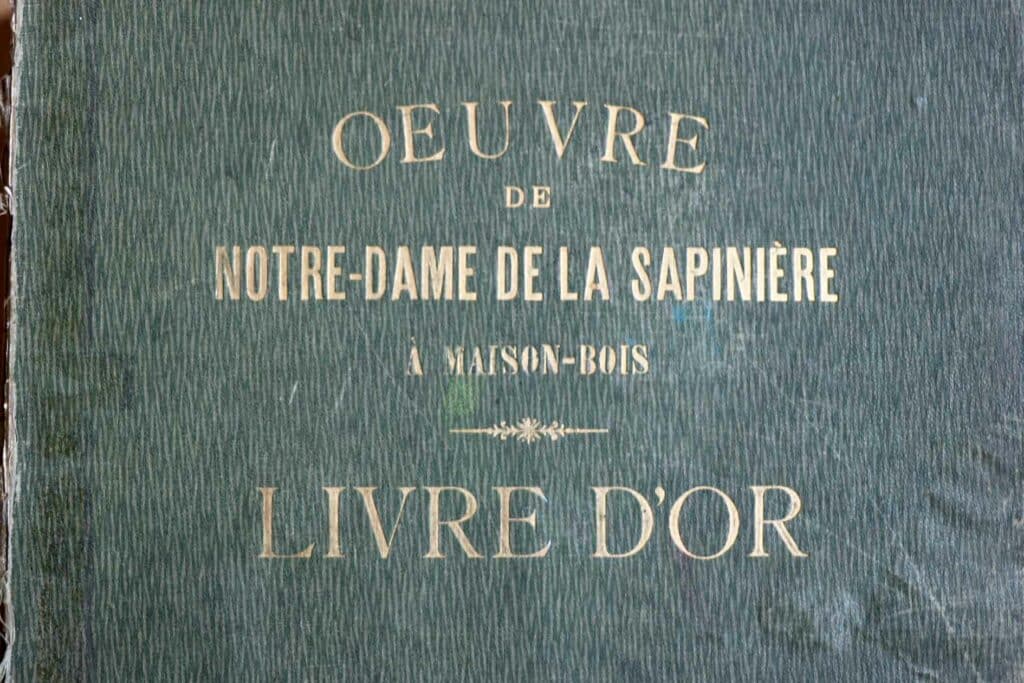 OEUVRE
DE
NOTRE-DAME DE LA SAPINIÈRE
À MAISON-BOIS
LIVRE D'OR